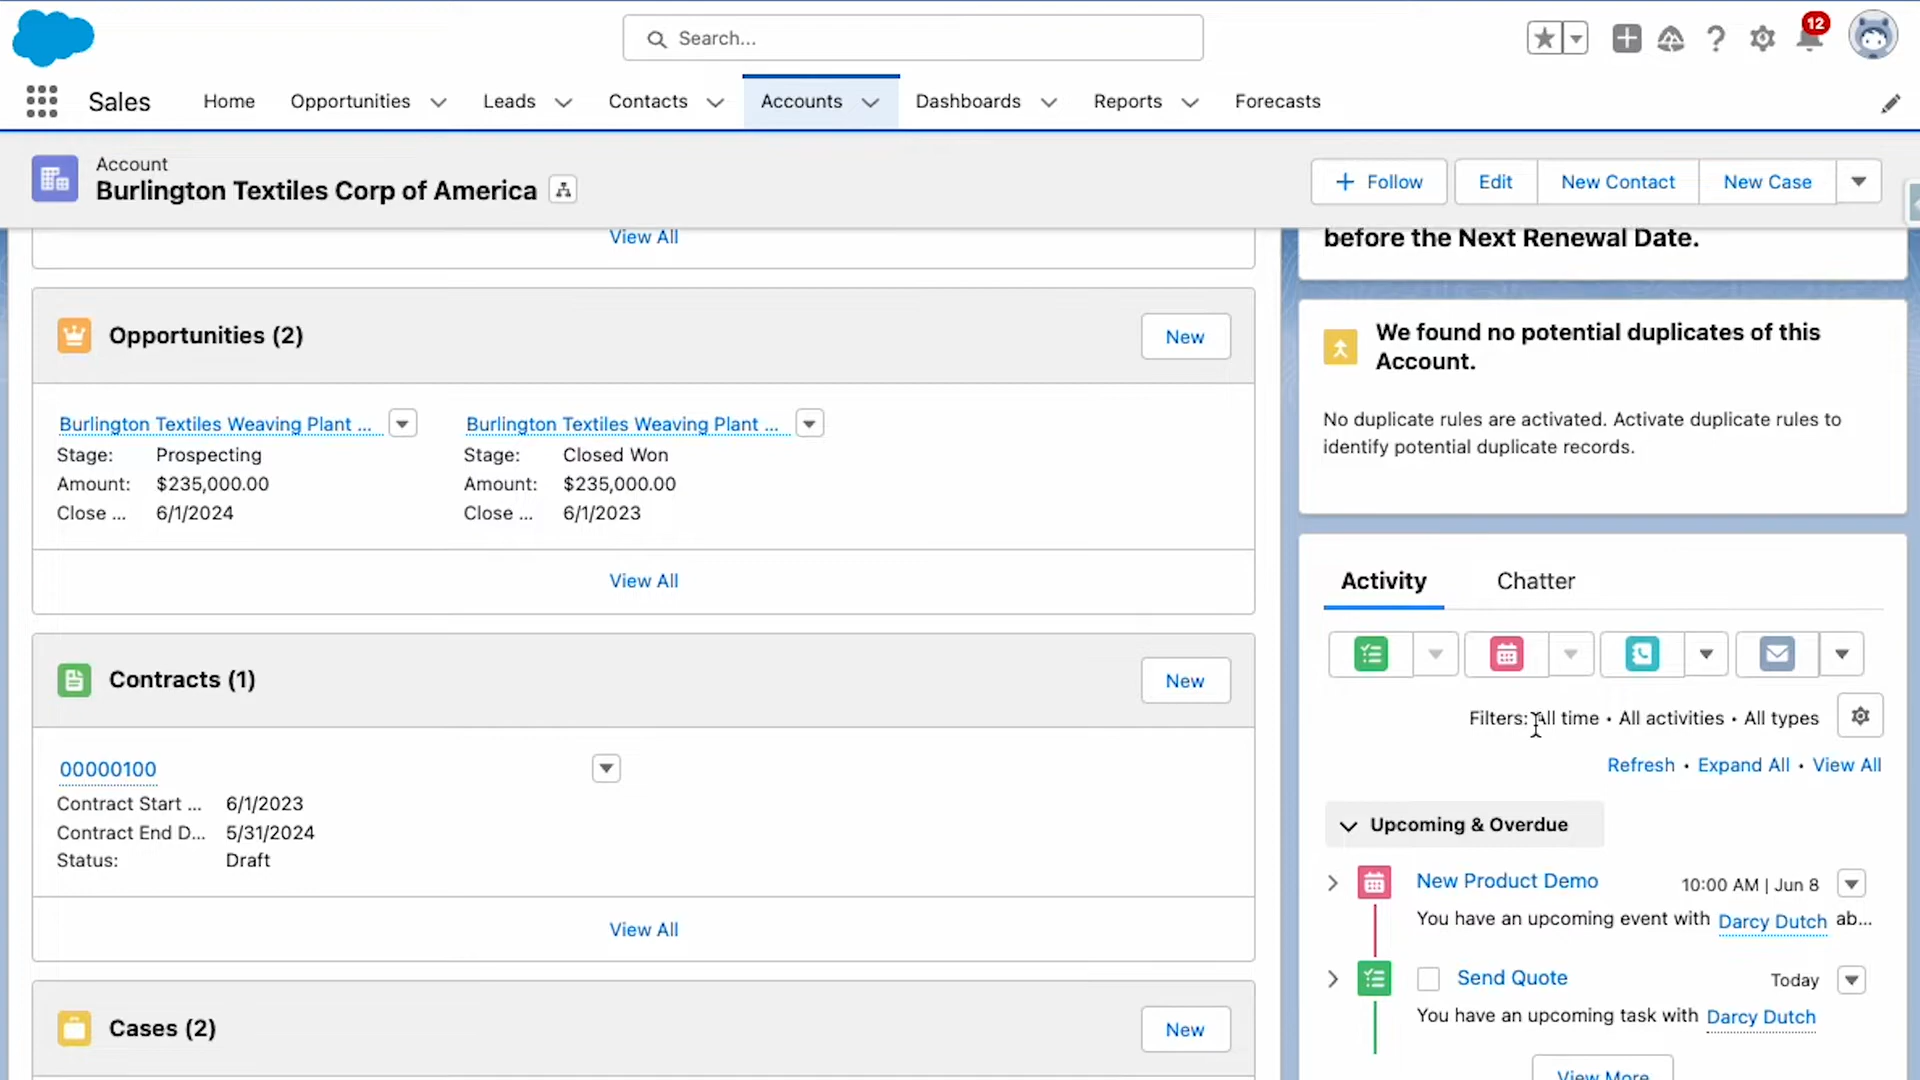 Search...
12
Sales
Home
Opportunities
Leads
Contacts
Accounts
Dashboards
Reports
Forecasts
Account
Burlington Textiles Corp of America
Follow
Edit
New Contact
New Case
View All
Opportunities (2)
New
Burlington Textiles Weaving Plant ...
Stage: Prospecting
Amount: $235,000.00
Close ... 6/1/2024
Burlington Textiles Weaving Plant ...
Stage: Closed Won
Amount: $235,000.00
Close ... 6/1/2023
View All
Contracts (1)
New
00000100
Contract Start ... 6/1/2023
Contract End D... 5/31/2024
Status: Draft
View All
Cases (2)
New
before the Next Renewal Date.
We found no potential duplicates of this
Account.
No duplicate rules are activated. Activate duplicate rules to
identify potential duplicate records.
Activity
Chatter
Filters: All time • All activities • All types
Refresh • Expand All • View All
Upcoming & Overdue
New Product Demo
10:00 AM | Jun 8
You have an upcoming event with Darcy Dutch ab...
Send Quote
Today
You have an upcoming task with Darcy Dutch
View More